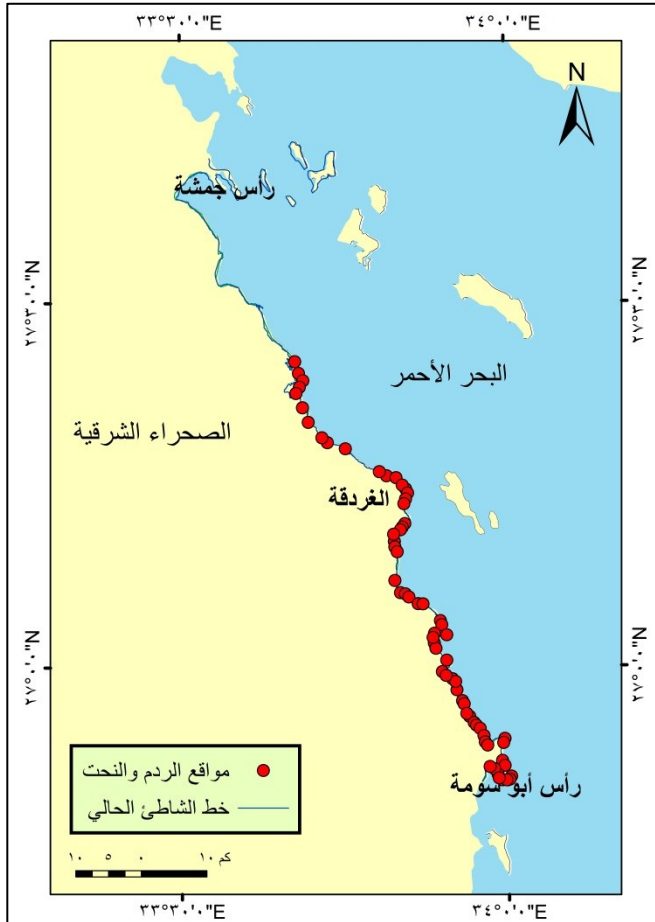 ٣٣°٣٠'٠"E
٣٤°٠'٠"E
N
رأس جمشة
٢٧°٣٠'٠"N
٢٧°٣٠'٠"N
البحر الأحمر
الصحراء الشرقية
الغردقة
٢٧°٠'٠"N
٢٧°٠'٠"N
مواقع الردم والنحت
خط الشاطئ الحالي
رأس أبو سومة
١٠ ٥ ٠ ١٠ كم
٣٣°٣٠'٠"E
٣٤°٠'٠"E